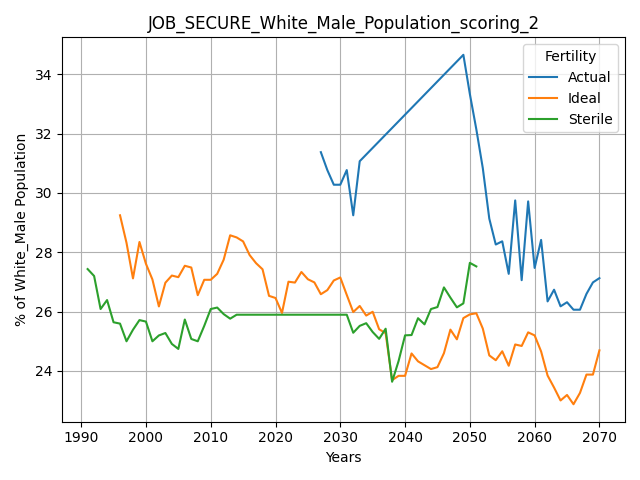 JOB_SECURE_White_Male_Population_scoring_2
Fertility
Actual
Ideal
Sterile
% of White_Male Population
34
32
30
28
26
24
1990 2000 2010 2020 2030 2040 2050 2060 2070
Years